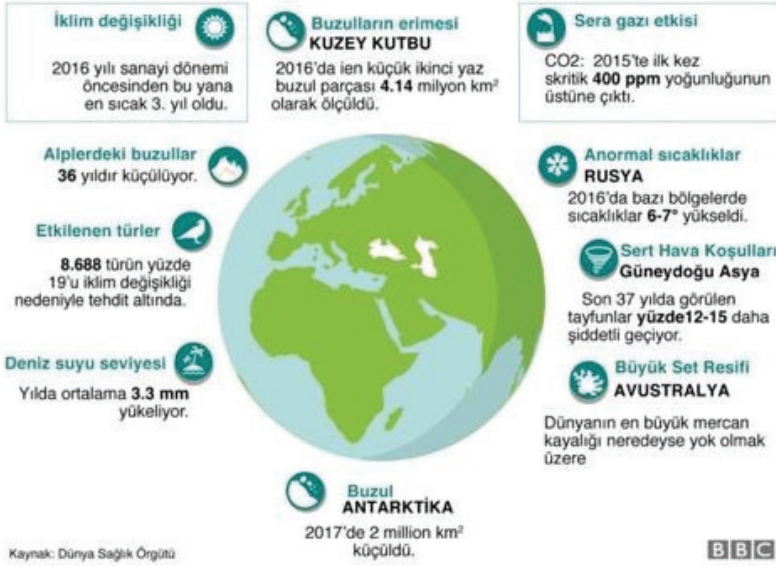 İklim değişikliği
2016 yılı sanayi dönemi
öncesinden bu yana
en sıcak 3. yıl oldu.
Buzulların erimesi
KUZEY KUTBU
2016'da ien küçük ikinci yaz
buzul parçası 4.14 milyon km²
olarak ölçüldü.
Sera gazı etkisi
CO2: 2015'te ilk kez
skritik 400 ppm yoğunluğunun
üstüne çıktı.
Alplerdeki buzullar
36 yıldır küçülüyor.
Anormal sıcaklıklar
RUSYA
2016'da bazı bölgelerde
sıcaklıklar 6-7° yükseldi.
Etkilenen türler
8.688 türün yüzde
19'u iklim değişikliği
nedeniyle tehdit altında.
Sert Hava Koşulları
Güneydoğu Asya
Son 37 yılda görülen
tayfunlar yüzde12-15 daha
şiddetli geçiyor.
Deniz suyu seviyesi
Yılda ortalama 3.3 mm
yükeliyor.
Büyük Set Resifi
AVUSTRALYA
Dünyanın en büyük mercan
kayalığı neredeyse yok olmak
üzere
Buzul
ANTARKTİKA
2017'de 2 million km²
küçüldü.
Kaynak: Dünya Sağlık Örgütü
BBC